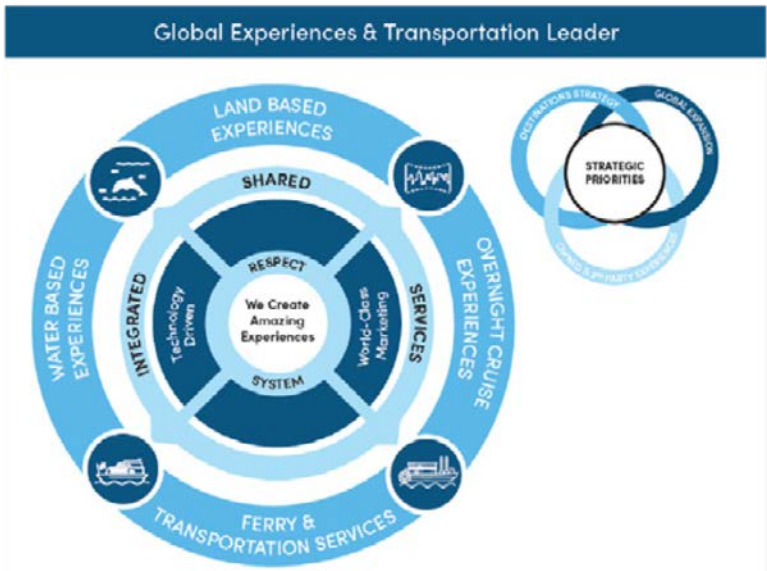 Global Experiences & Transportation Leader
LAND BASED
EXPERIENCES
WATER BASED
EXPERIENCES
OVERNIGHT CRUISE
EXPERIENCES
FERRY &
TRANSPORTATION SERVICES
SHARED
INTEGRATED
SERVICES
RESPECT
Technology
Driven
We Create
Amazing
Experiences
World-Class
Marketing
SYSTEM
DESTINATIONS STRATEGY
GLOBAL EXPANSION
STRATEGIC
PRIORITIES
EXPERIENCES